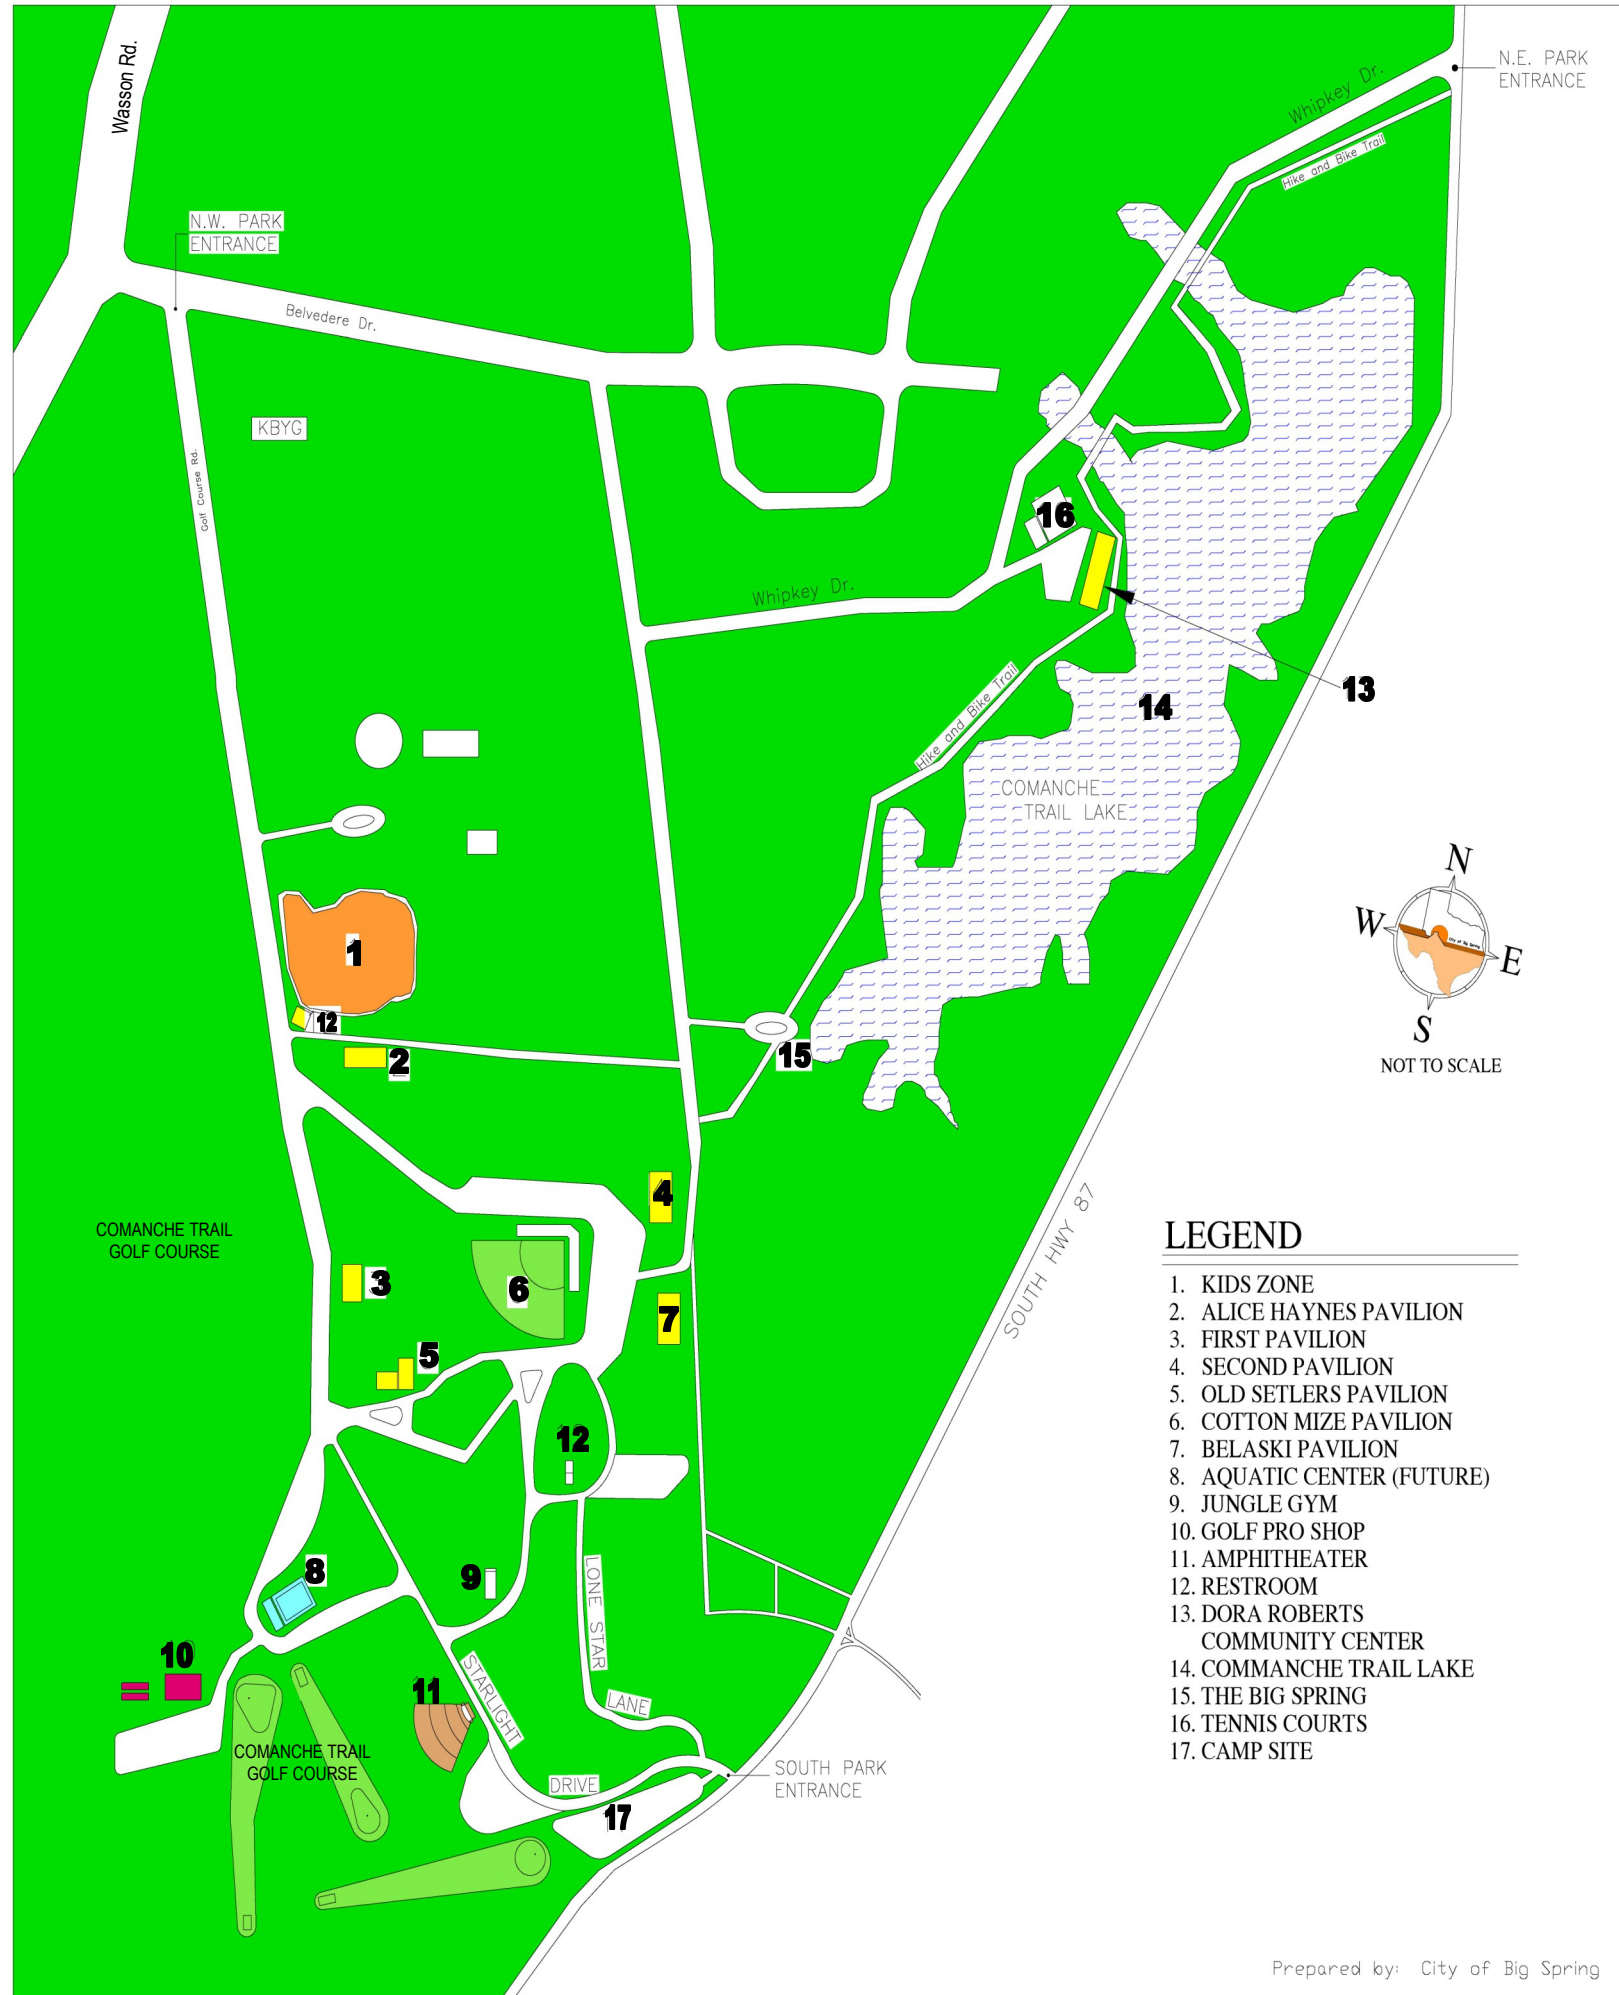 Wasson Rd.
N.E. PARK
ENTRANCE
Whipkey Dr.
Hike and Bike Trail
N.W. PARK
ENTRANCE
Belvedere Dr.
KBYG
Golf Course Rd.
16
Whipkey Dr.
13
14
Hike and Bike Trail
COMANCHE
TRAIL LAKE
N
W
City of Big Spring
E
S
NOT TO SCALE
1
12
2
15
4
SOUTH HWY 87
COMANCHE TRAIL
GOLF COURSE
3
6
7
5
12
8
9
LONE STAR
LANE
10
11
STARLIGHT
DRIVE
COMANCHE TRAIL
GOLF COURSE
SOUTH PARK
ENTRANCE
17
LEGEND
1. KIDS ZONE
2. ALICE HAYNES PAVILION
3. FIRST PAVILION
4. SECOND PAVILION
5. OLD SETLERS PAVILION
6. COTTON MIZE PAVILION
7. BELASKI PAVILION
8. AQUATIC CENTER (FUTURE)
9. JUNGLE GYM
10. GOLF PRO SHOP
11. AMPHITHEATER
12. RESTROOM
13. DORA ROBERTS
COMMUNITY CENTER
14. COMMANCHE TRAIL LAKE
15. THE BIG SPRING
16. TENNIS COURTS
17. CAMP SITE
Prepared by: City of Big Spring